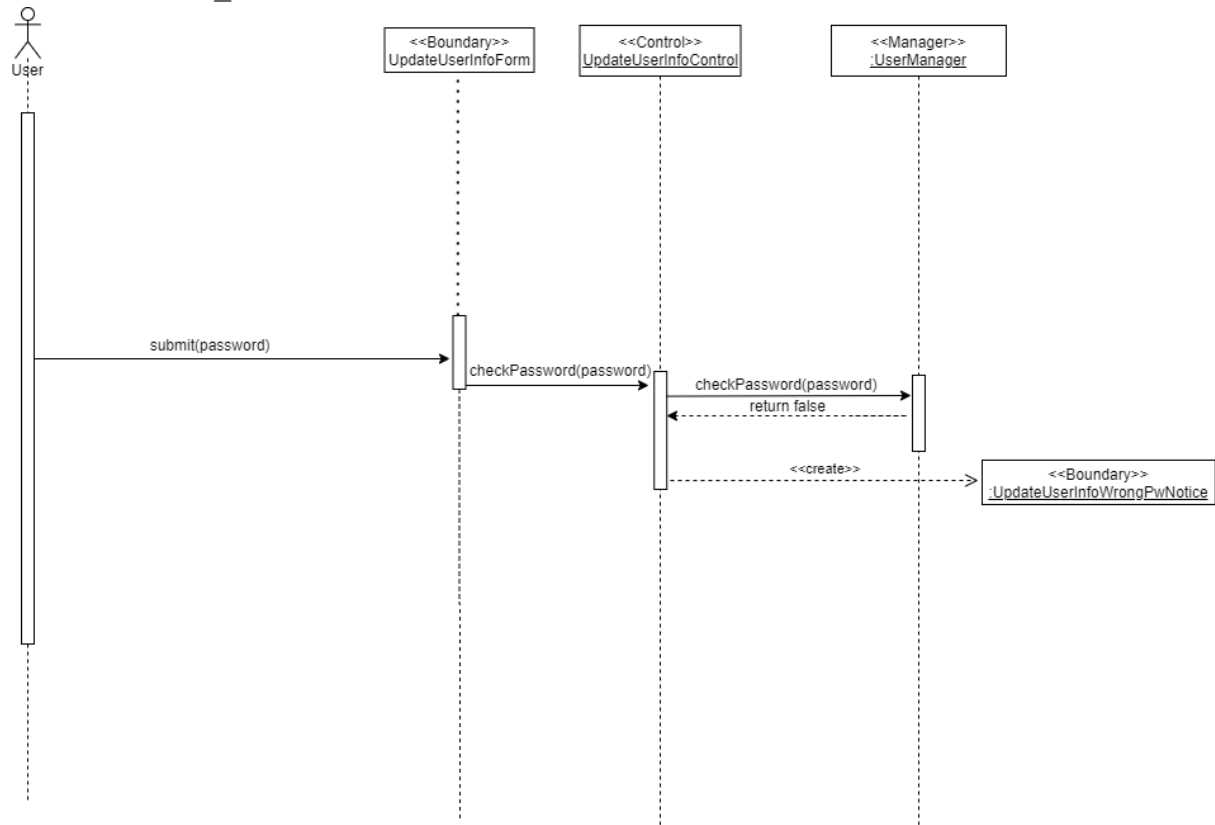 <<Boundary>>
UpdateUserInfoForm
<<Control>>
UpdateUserInfoControl
<<Manager>>
:UserManager
User
submit(password)
checkPassword(password)
checkPassword(password)
return false
<<create>>
<<Boundary>>
:UpdateUserInfoWrongPwNotice